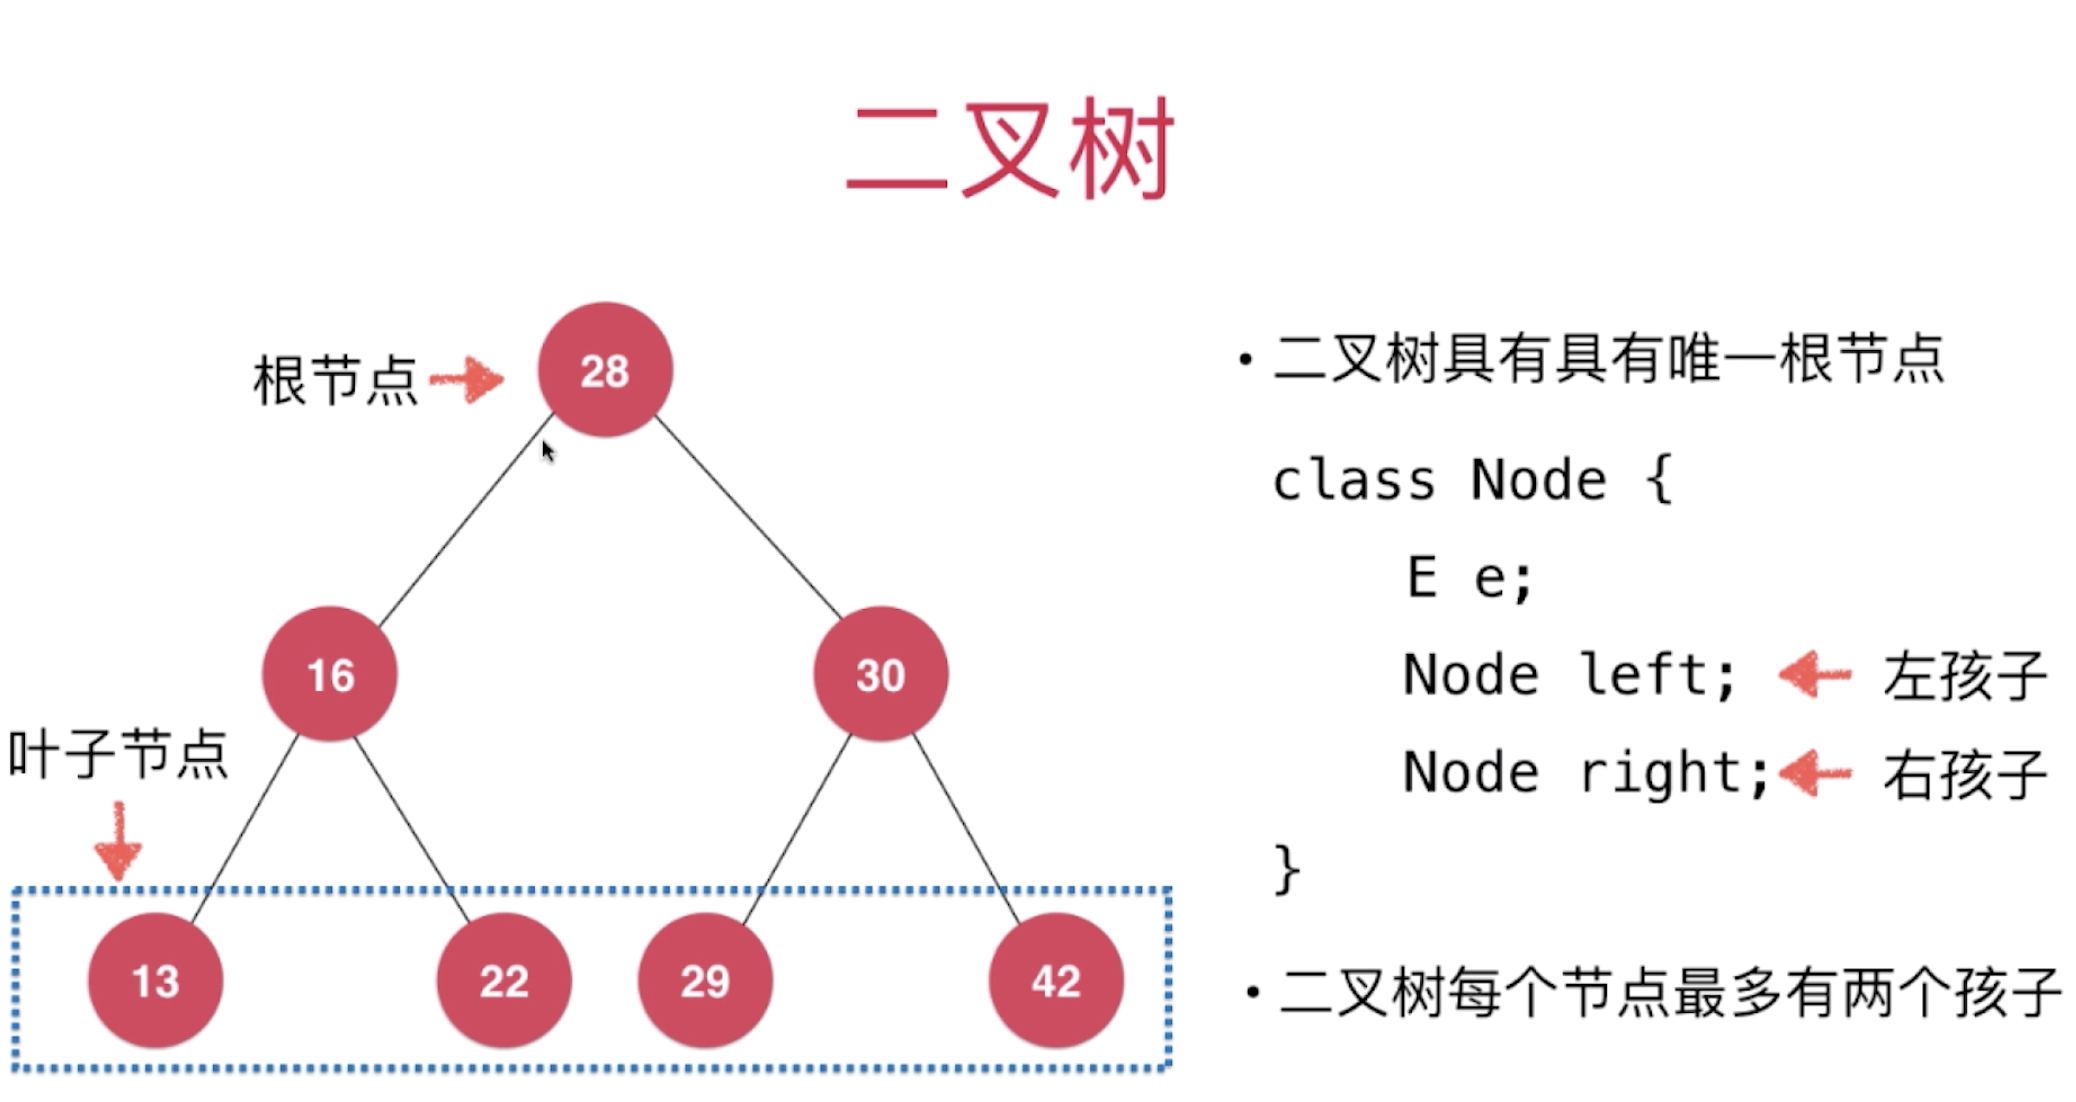 二叉树
根节点
28
16
30
叶子节点
13
22
29
42
• 二叉树具有具有唯一根节点
class Node {
E e;
Node left; 左孩子
Node right; 右孩子
}
• 二叉树每个节点最多有两个孩子